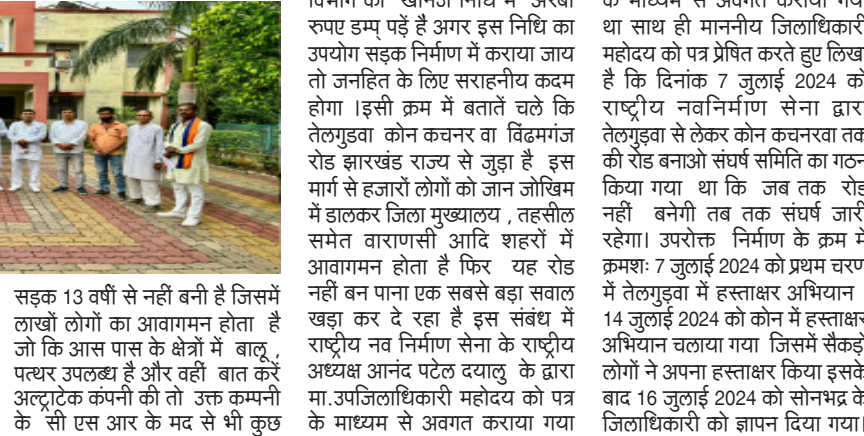 सड़क 13 वर्षों से नहीं बनी है जिसमें
लाखों लोगों का आवागमन होता है
जो कि आस पास के क्षेत्रों में बालू ,
पत्थर उपलब्ध है और वहीं बात करें
अल्ट्राटेक कंपनी की तो उक्त कम्पनी
के सी एस आर के मद से भी कुछ
विभाग का खनिज निधि में अरबों
रुपए डम्प् पड़ें है अगर इस निधि का
उपयोग सड़क निर्माण में कराया जाय
तो जनहित के लिए सराहनीय कदम
होगा ।इसी क्रम में बतातें चले कि
तेलगुडवा कोन कचनर वा विंढमगंज
रोड झारखंड राज्य से जुड़ा है इस
मार्ग से हजारों लोगों को जान जोखिम
में डालकर जिला मुख्यालय , तहसील
समेत वाराणसी आदि शहरों में
आवागमन होता है फिर यह रोड
नहीं बन पाना एक सबसे बड़ा सवाल
खड़ा कर दे रहा है इस संबंध में
राष्ट्रीय नव निर्माण सेना के राष्ट्रीय
अध्यक्ष आनंद पटेल दयालु के द्वारा
मा.उपजिलाधिकारी महोदय को पत्र
के माध्यम से अवगत कराया गया
के माध्यम से अवगत कराया गया
था साथ ही माननीय जिलाधिकारी
महोदय को पत्र प्रेषित करते हुए लिखा
है कि दिनांक 7 जुलाई 2024 को
राष्ट्रीय नवनिर्माण सेना द्वारा
तेलगुड़वा से लेकर कोन कचनरवा तक
की रोड बनाओ संघर्ष समिति का गठन
किया गया था कि जब तक रोड
नहीं बनेगी तब तक संघर्ष जारी
रहेगा। उपरोक्त निर्माण के क्रम में
क्रमशः 7 जुलाई 2024 को प्रथम चरण
में तेलगुड़वा में हस्ताक्षर अभियान
14 जुलाई 2024 को कोन में हस्ताक्षर
अभियान चलाया गया जिसमें सैकड़ो
लोगों ने अपना हस्ताक्षर किया इसके
बाद 16 जुलाई 2024 को सोनभद्र के
जिलाधिकारी को ज्ञापन दिया गया।